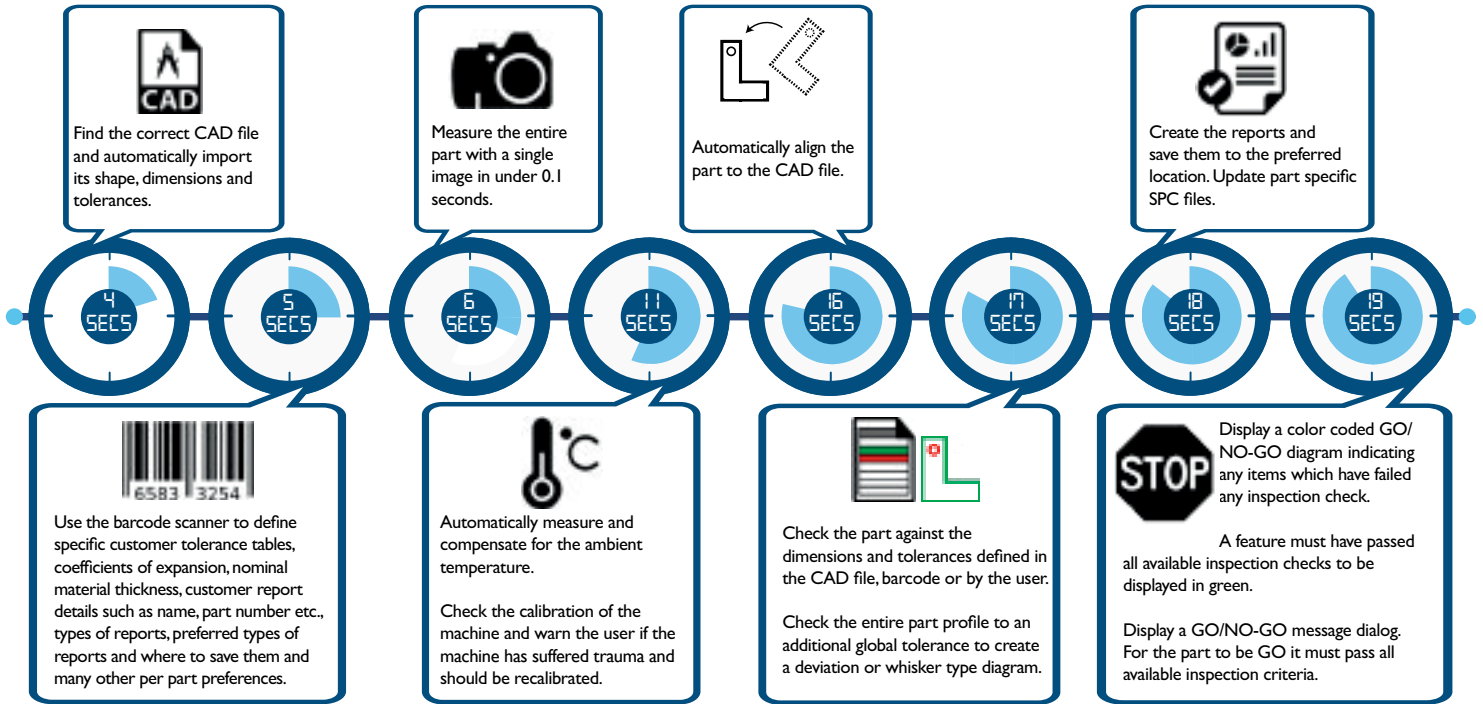 CAD
Find the correct CAD file
and automatically import
its shape, dimensions and
tolerances.
Measure the entire
part with a single
image in under 0.1
seconds.
Automatically align the
part to the CAD file.
Create the reports and
save them to the preferred
location. Update part specific
SPC files.
4
SECS
5
SECS
6
SECS
11
SECS
16
SECS
17
SECS
18
SECS
19
SECS
6583 3254
Use the barcode scanner to define
specific customer tolerance tables,
coefficients of expansion, nominal
material thickness, customer report
details such as name, part number etc.,
types of reports, preferred types of
reports and where to save them and
many other per part preferences.
°C
Automatically measure and
compensate for the ambient
temperature.
Check the calibration of the
machine and warn the user if the
machine has suffered trauma and
should be recalibrated.
Check the part against the
dimensions and tolerances defined in
the CAD file, barcode or by the user.
Check the entire part profile to an
additional global tolerance to create
a deviation or whisker type diagram.
STOP
Display a color coded GO/
NO-GO diagram indicating
any items which have failed
any inspection check.
A feature must have passed
all available inspection checks to be
displayed in green.
Display a GO/NO-GO message dialog.
For the part to be GO it must pass all
available inspection criteria.